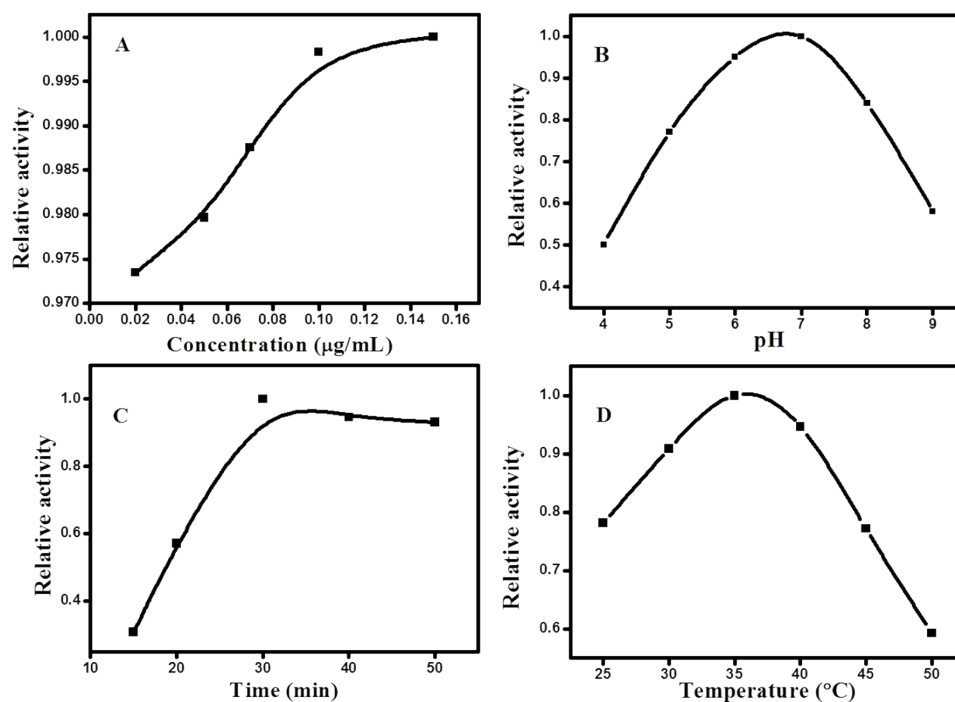 A
Relative activity
1.000
0.995
0.990
0.985
0.980
0.975
0.970
0.00 0.02 0.04 0.06 0.08 0.10 0.12 0.14 0.16
Concentration (μg/mL)
B
Relative activity
1.0
0.9
0.8
0.7
0.6
0.5
0.4
4 5 6 7 8 9
pH
C
Relative activity
1.0
0.8
0.6
0.4
10 20 30 40 50
Time (min)
D
Relative activity
1.0
0.9
0.8
0.7
0.6
25 30 35 40 45 50
Temperature (°C)